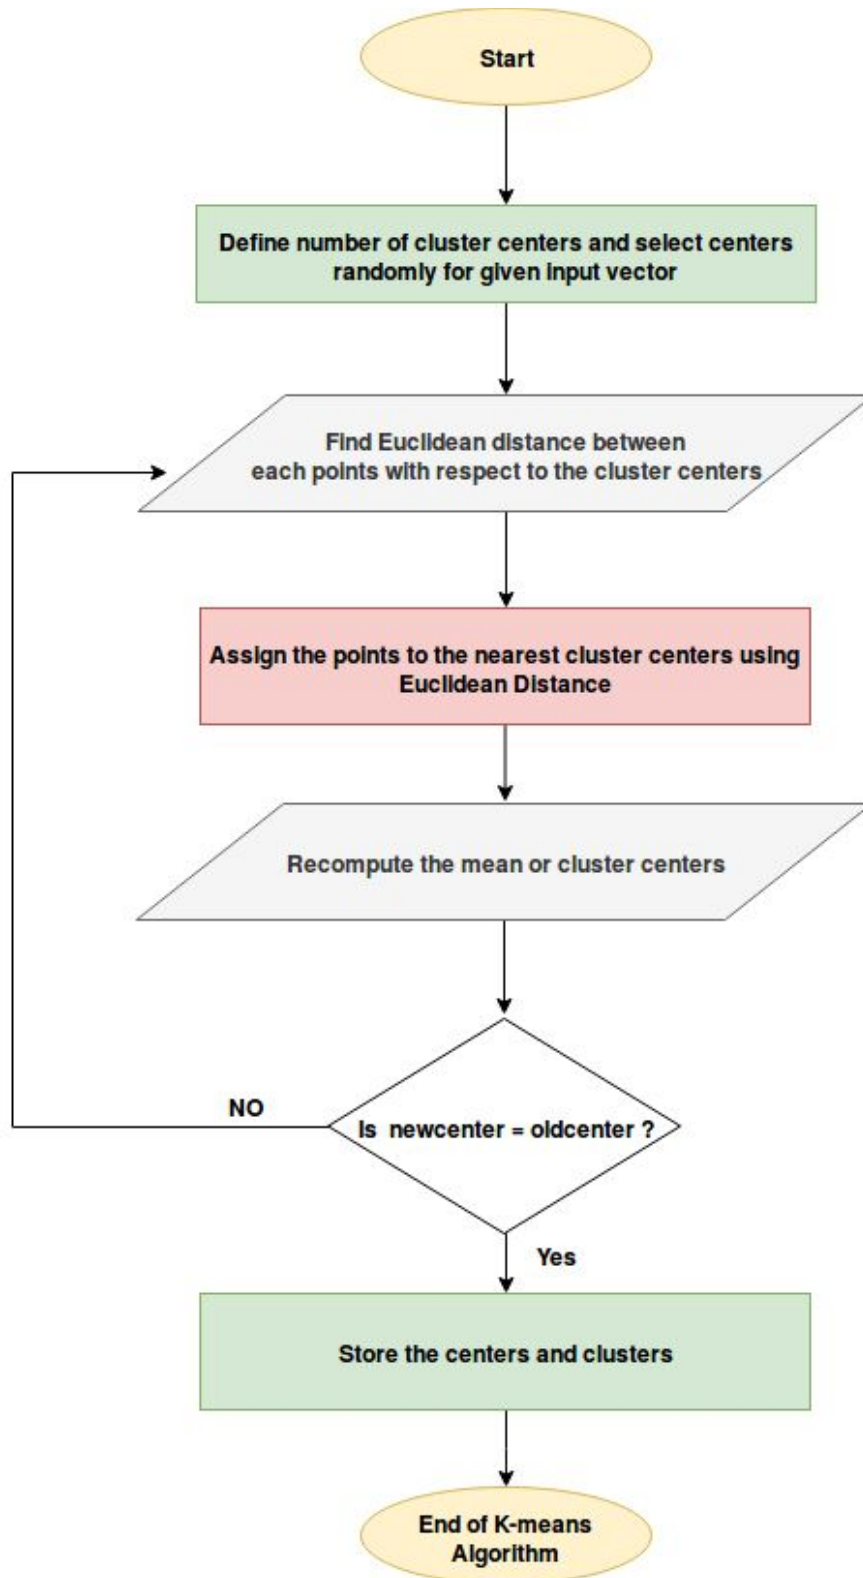 Start
Define number of cluster centers and select centers
randomly for given input vector
Find Euclidean distance between
each points with respect to the cluster centers
Assign the points to the nearest cluster centers using
Euclidean Distance
Recompute the mean or cluster centers
NO
Is newcenter = oldcenter ?
Yes
Store the centers and clusters
End of K-means
Algorithm